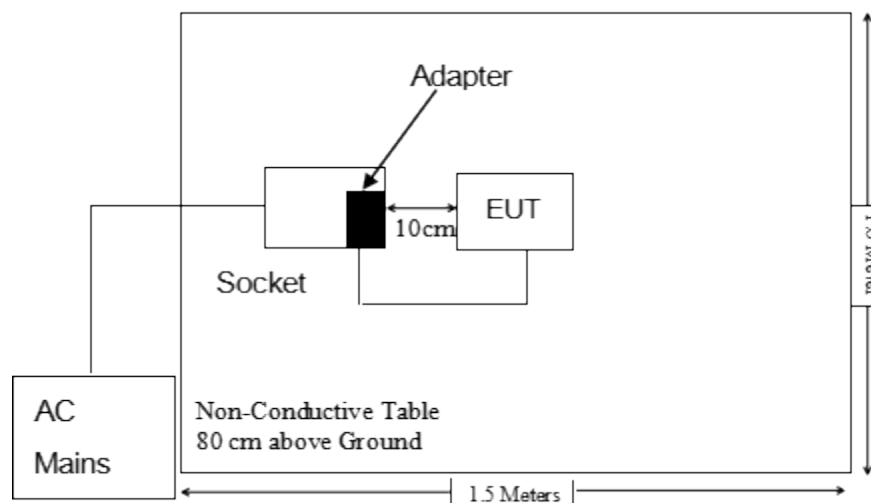 Adapter
EUT
10cm
Socket
AC
Mains
Non-Conductive Table
80 cm above Ground
1.5 Meters